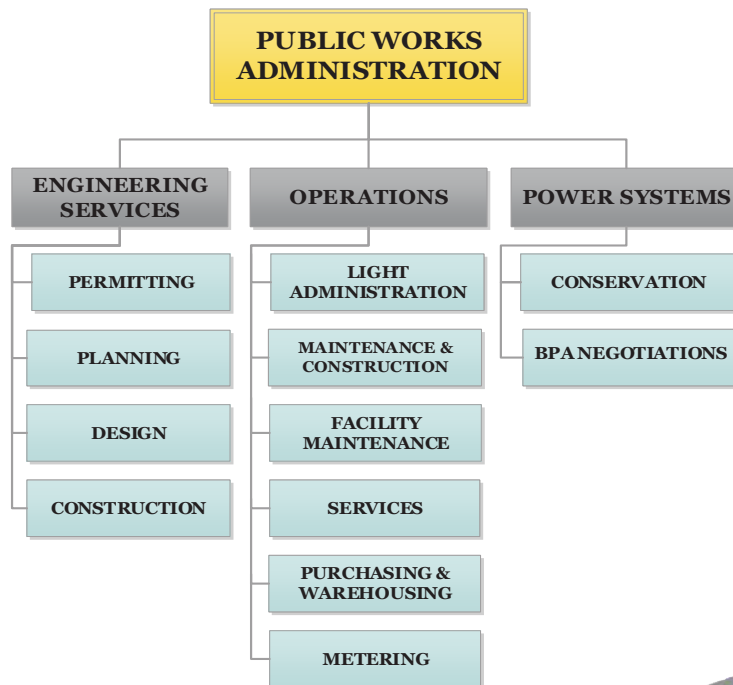 PUBLIC WORKS
ADMINISTRATION
ENGINEERING
SERVICES
OPERATIONS
POWER SYSTEMS
PERMITTING
PLANNING
DESIGN
CONSTRUCTION
LIGHT
ADMINISTRATION
MAINTENANCE &
CONSTRUCTION
FACILITY
MAINTENANCE
SERVICES
PURCHASING &
WAREHOUSING
METERING
CONSERVATION
BPA NEGOTIATIONS